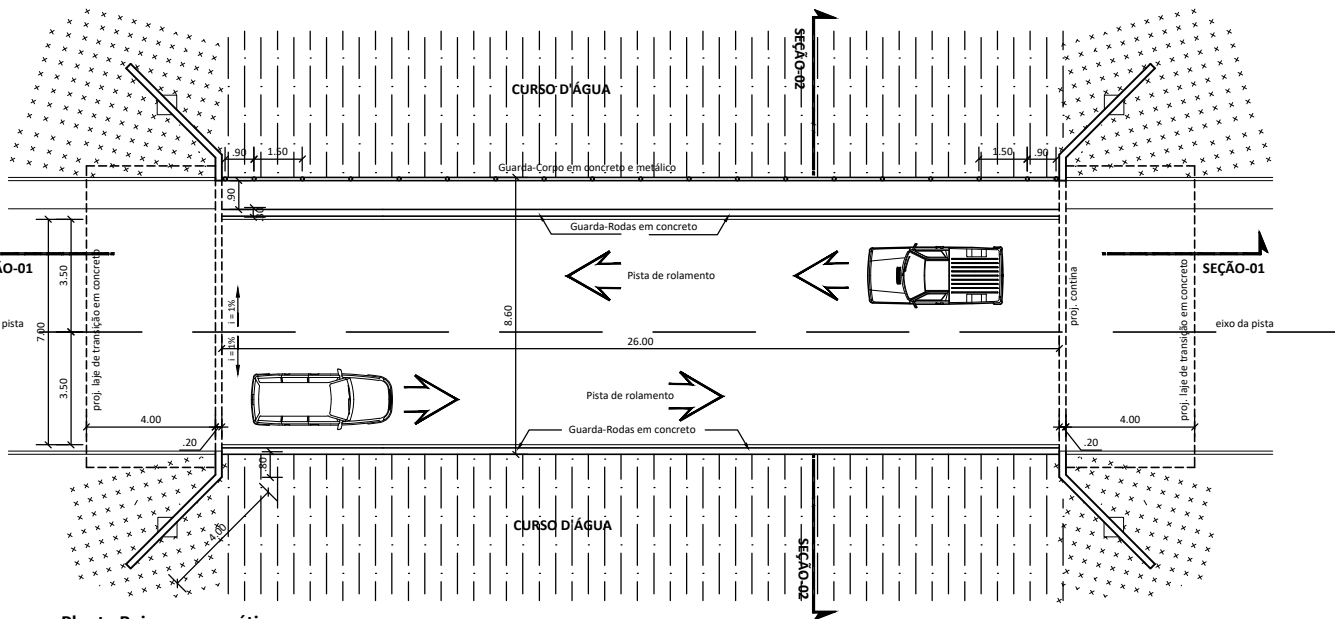 SEÇÃO-02
CURSO D'ÁGUA
.90
1.50
1.50
.90
Guarda-Corpo em concreto e metálico
.90
Guarda-Rodas em concreto
ÃO-01
SEÇÃO-01
3.50
proj. laje de transição em concreto
Pista de rolamento
proj. contina
proj. laje de transição em concreto
i = 1%
8.60
pista
7.00
eixo da pista
i = 1%
26.00
3.50
Pista de rolamento
4.00
.20
Guarda-Rodas em concreto
4.00
.20
.80
4.00
CURSO D'ÁGUA
SEÇÃO-02